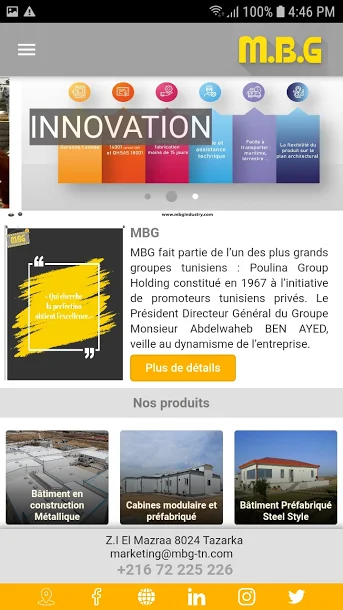 100% 4:46 PM
M.B.G
INNOVATION
14001
et OHSAS 18001
fabrication
moins de 15 jours
et
assistance
technique
Facile à
transporter :
maritime,
terrestre...
La flexibilité du
produit sur le
plan architectural
www.mbgindustry.com
MBG
« Qui cherche
la perfection
obtient l'excellence.»
MBG
MBG fait partie de l'un des plus grands
groupes tunisiens : Poulina Group
Holding constitué en 1967 à l'initiative
de promoteurs tunisiens privés. Le
Président Directeur Général du Groupe
Monsieur Abdelwaheb BEN AYED,
veille au dynamisme de l'entreprise.
Plus de détails
Nos produits
Bâtiment en
construction
Métallique
Cabines modulaire et
préfabriqué
Bâtiment Préfabriqué
Steel Style
Z.I El Mazraa 8024 Tazarka
marketing@mbg-tn.com
+216 72 225 226